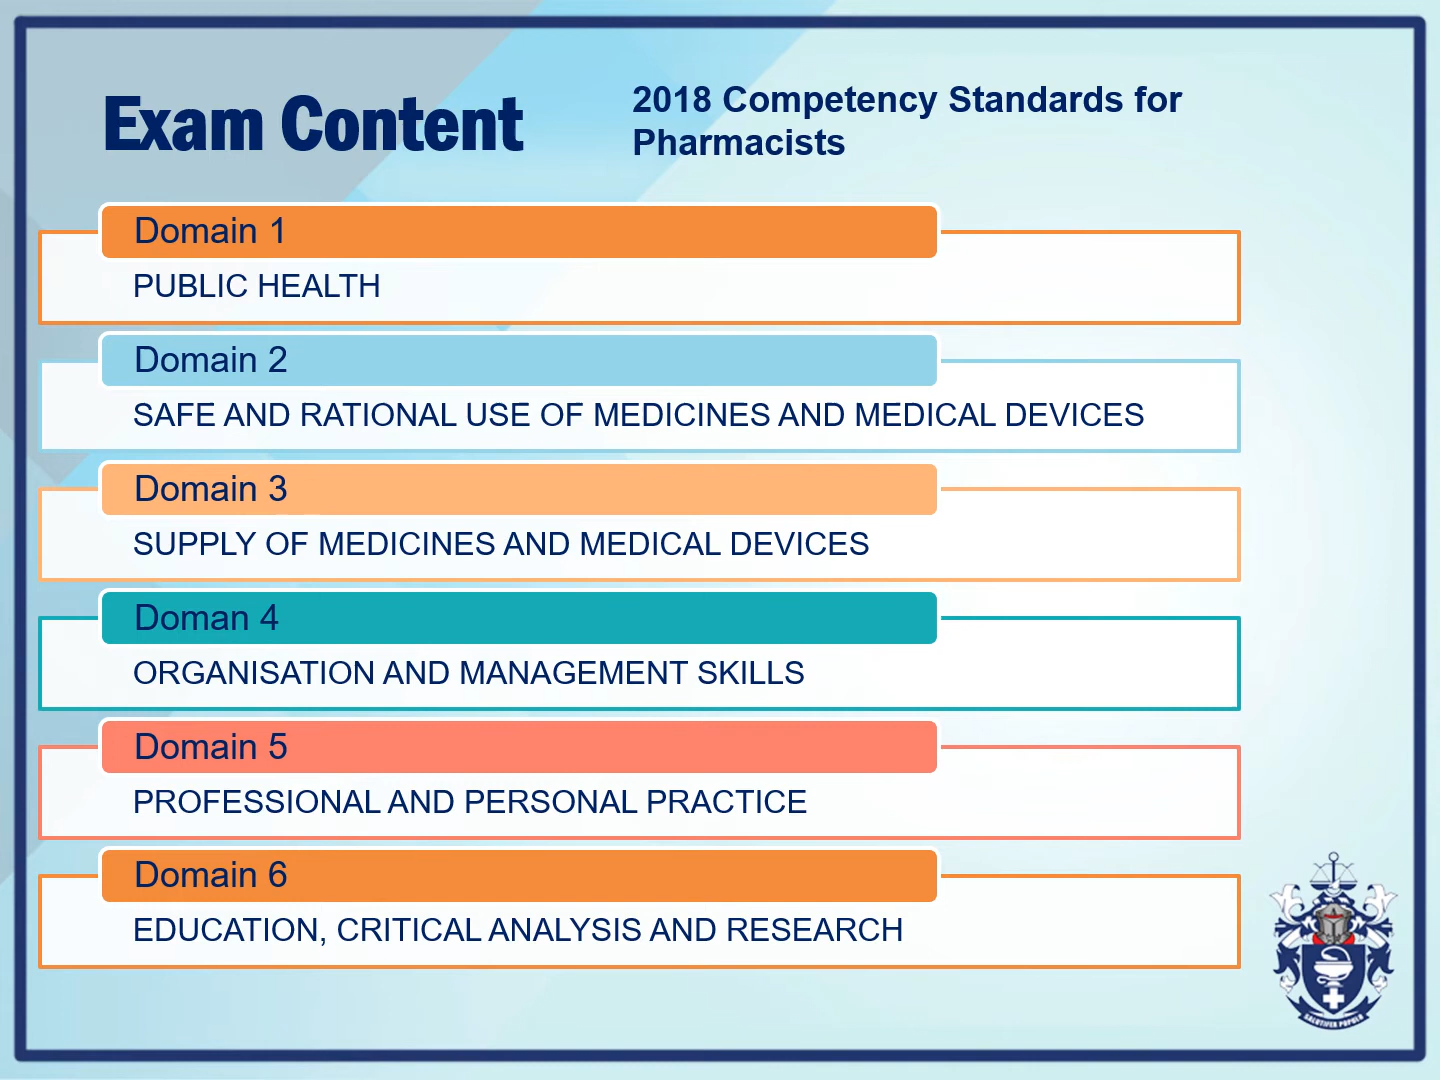 Exam Content
2018 Competency Standards for
Pharmacists
Domain 1
PUBLIC HEALTH
Domain 2
SAFE AND RATIONAL USE OF MEDICINES AND MEDICAL DEVICES
Domain 3
SUPPLY OF MEDICINES AND MEDICAL DEVICES
Doman 4
ORGANISATION AND MANAGEMENT SKILLS
Domain 5
PROFESSIONAL AND PERSONAL PRACTICE
Domain 6
EDUCATION, CRITICAL ANALYSIS AND RESEARCH
SALUTIFER POPULO